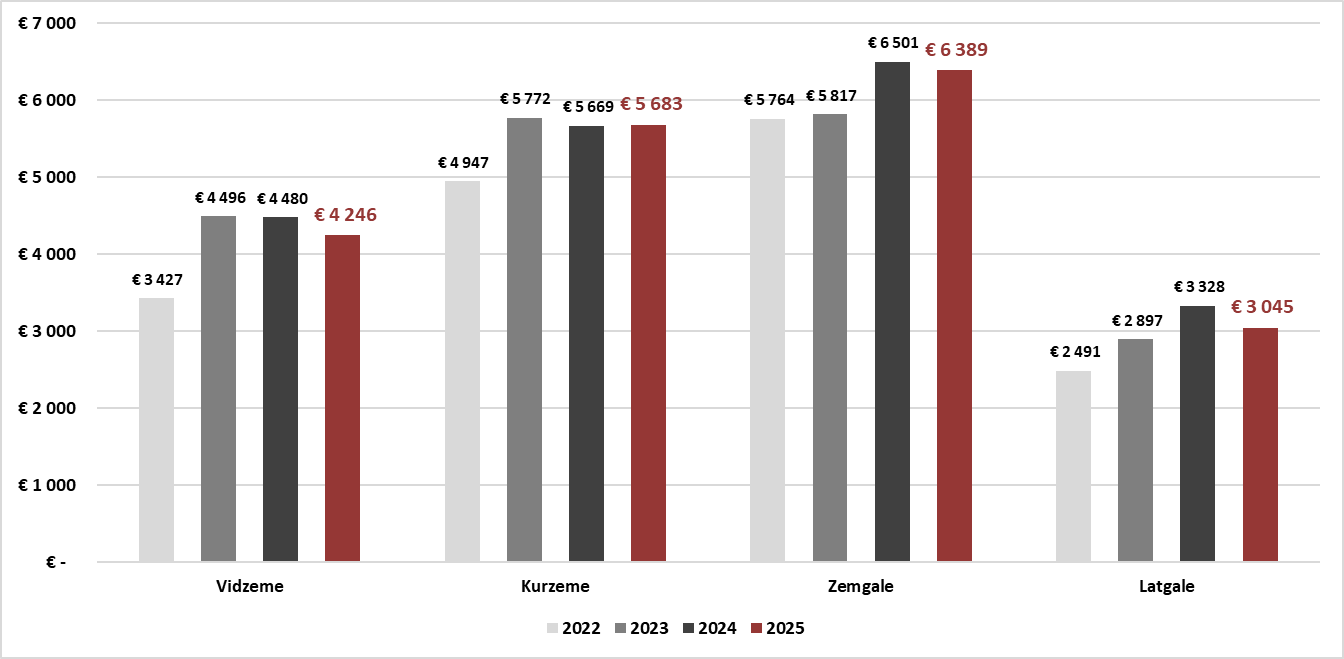 € 7 000
€ 6 000
€ 5 000
€ 4 000
€ 3 000
€ 2 000
€ 1 000
€ -
€ 3 427
€ 4 496
€ 4 480
€ 4 246
€ 4 947
€ 5 772
€ 5 669
€ 5 683
€ 5 764
€ 5 817
€ 6 501
€ 6 389
€ 2 491
€ 2 897
€ 3 328
€ 3 045
Vidzeme
Kurzeme
Zemgale
Latgale
2022 2023 2024 2025